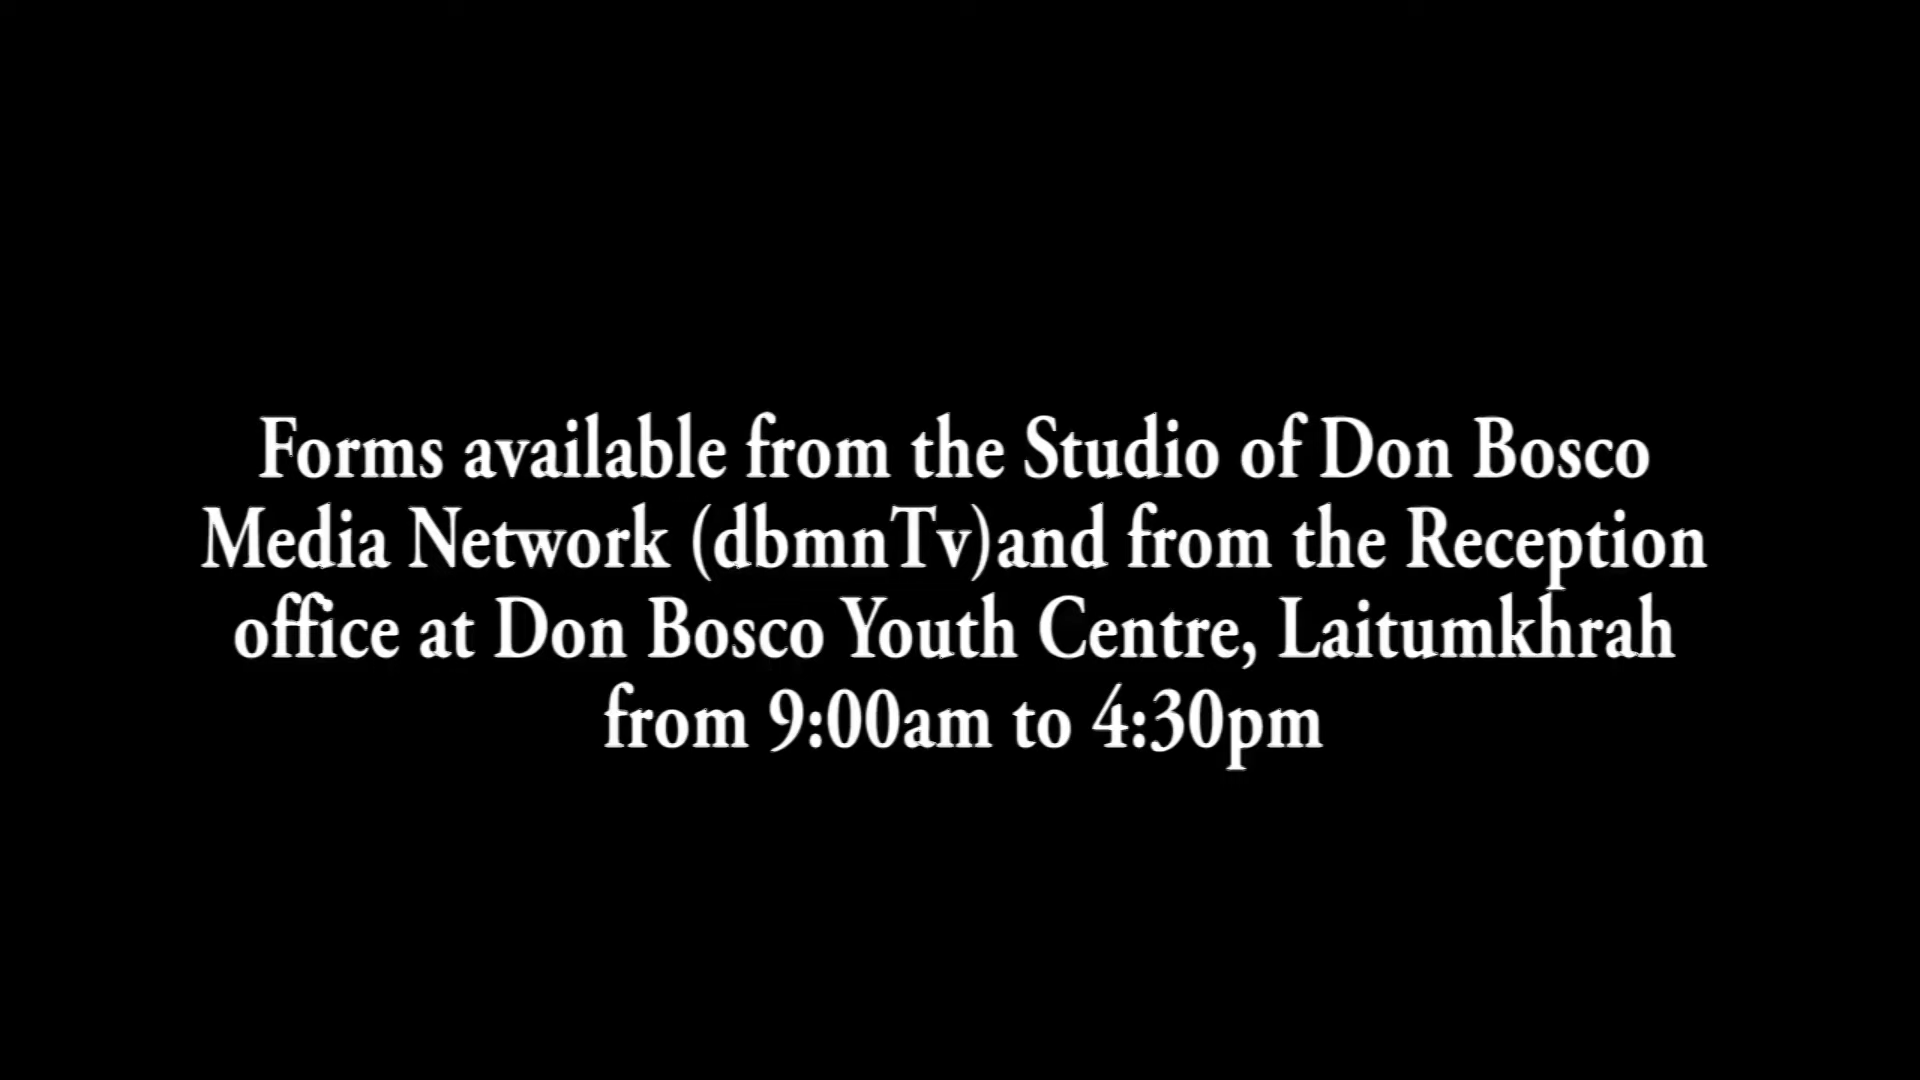 Forms available from the Studio of Don Bosco
Media Network (dbmnTv)and from the Reception
office at Don Bosco Youth Centre, Laitumkhrah
from 9:00am to 4:30pm